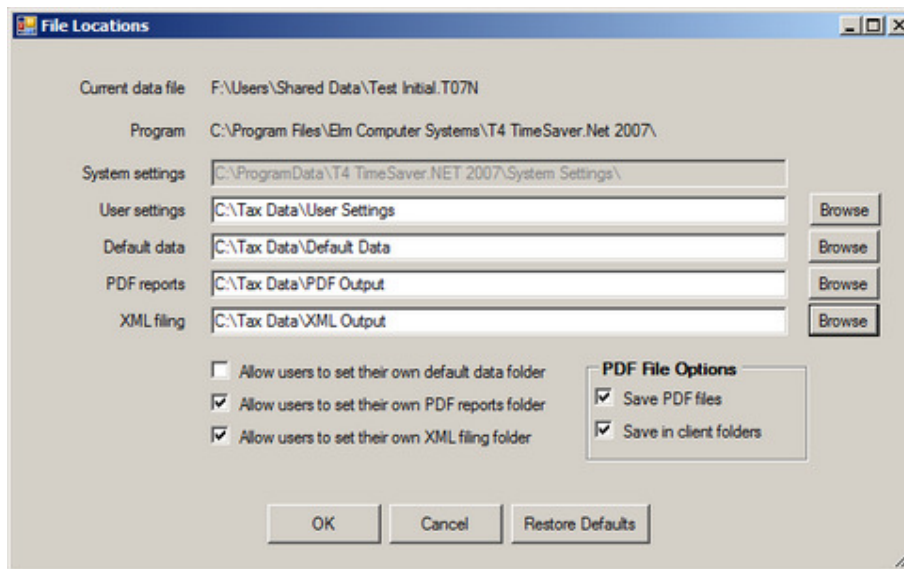 File Locations
Current data file F:\Users\Shared Data\Test Initial.T07N
Program C:\Program Files\Elm Computer Systems\T4 TimeSaver.Net 2007\
System settings C:\ProgramData\T4 TimeSaver.NET 2007\System Settings\
User settings C:\Tax Data\User Settings Browse
Default data C:\Tax Data\Default Data Browse
PDF reports C:\Tax Data\PDF Output Browse
XML filing C:\Tax Data\XML Output Browse
Allow users to set their own default data folder
Allow users to set their own PDF reports folder
Allow users to set their own XML filing folder
PDF File Options
Save PDF files
Save in client folders
OK Cancel Restore Defaults